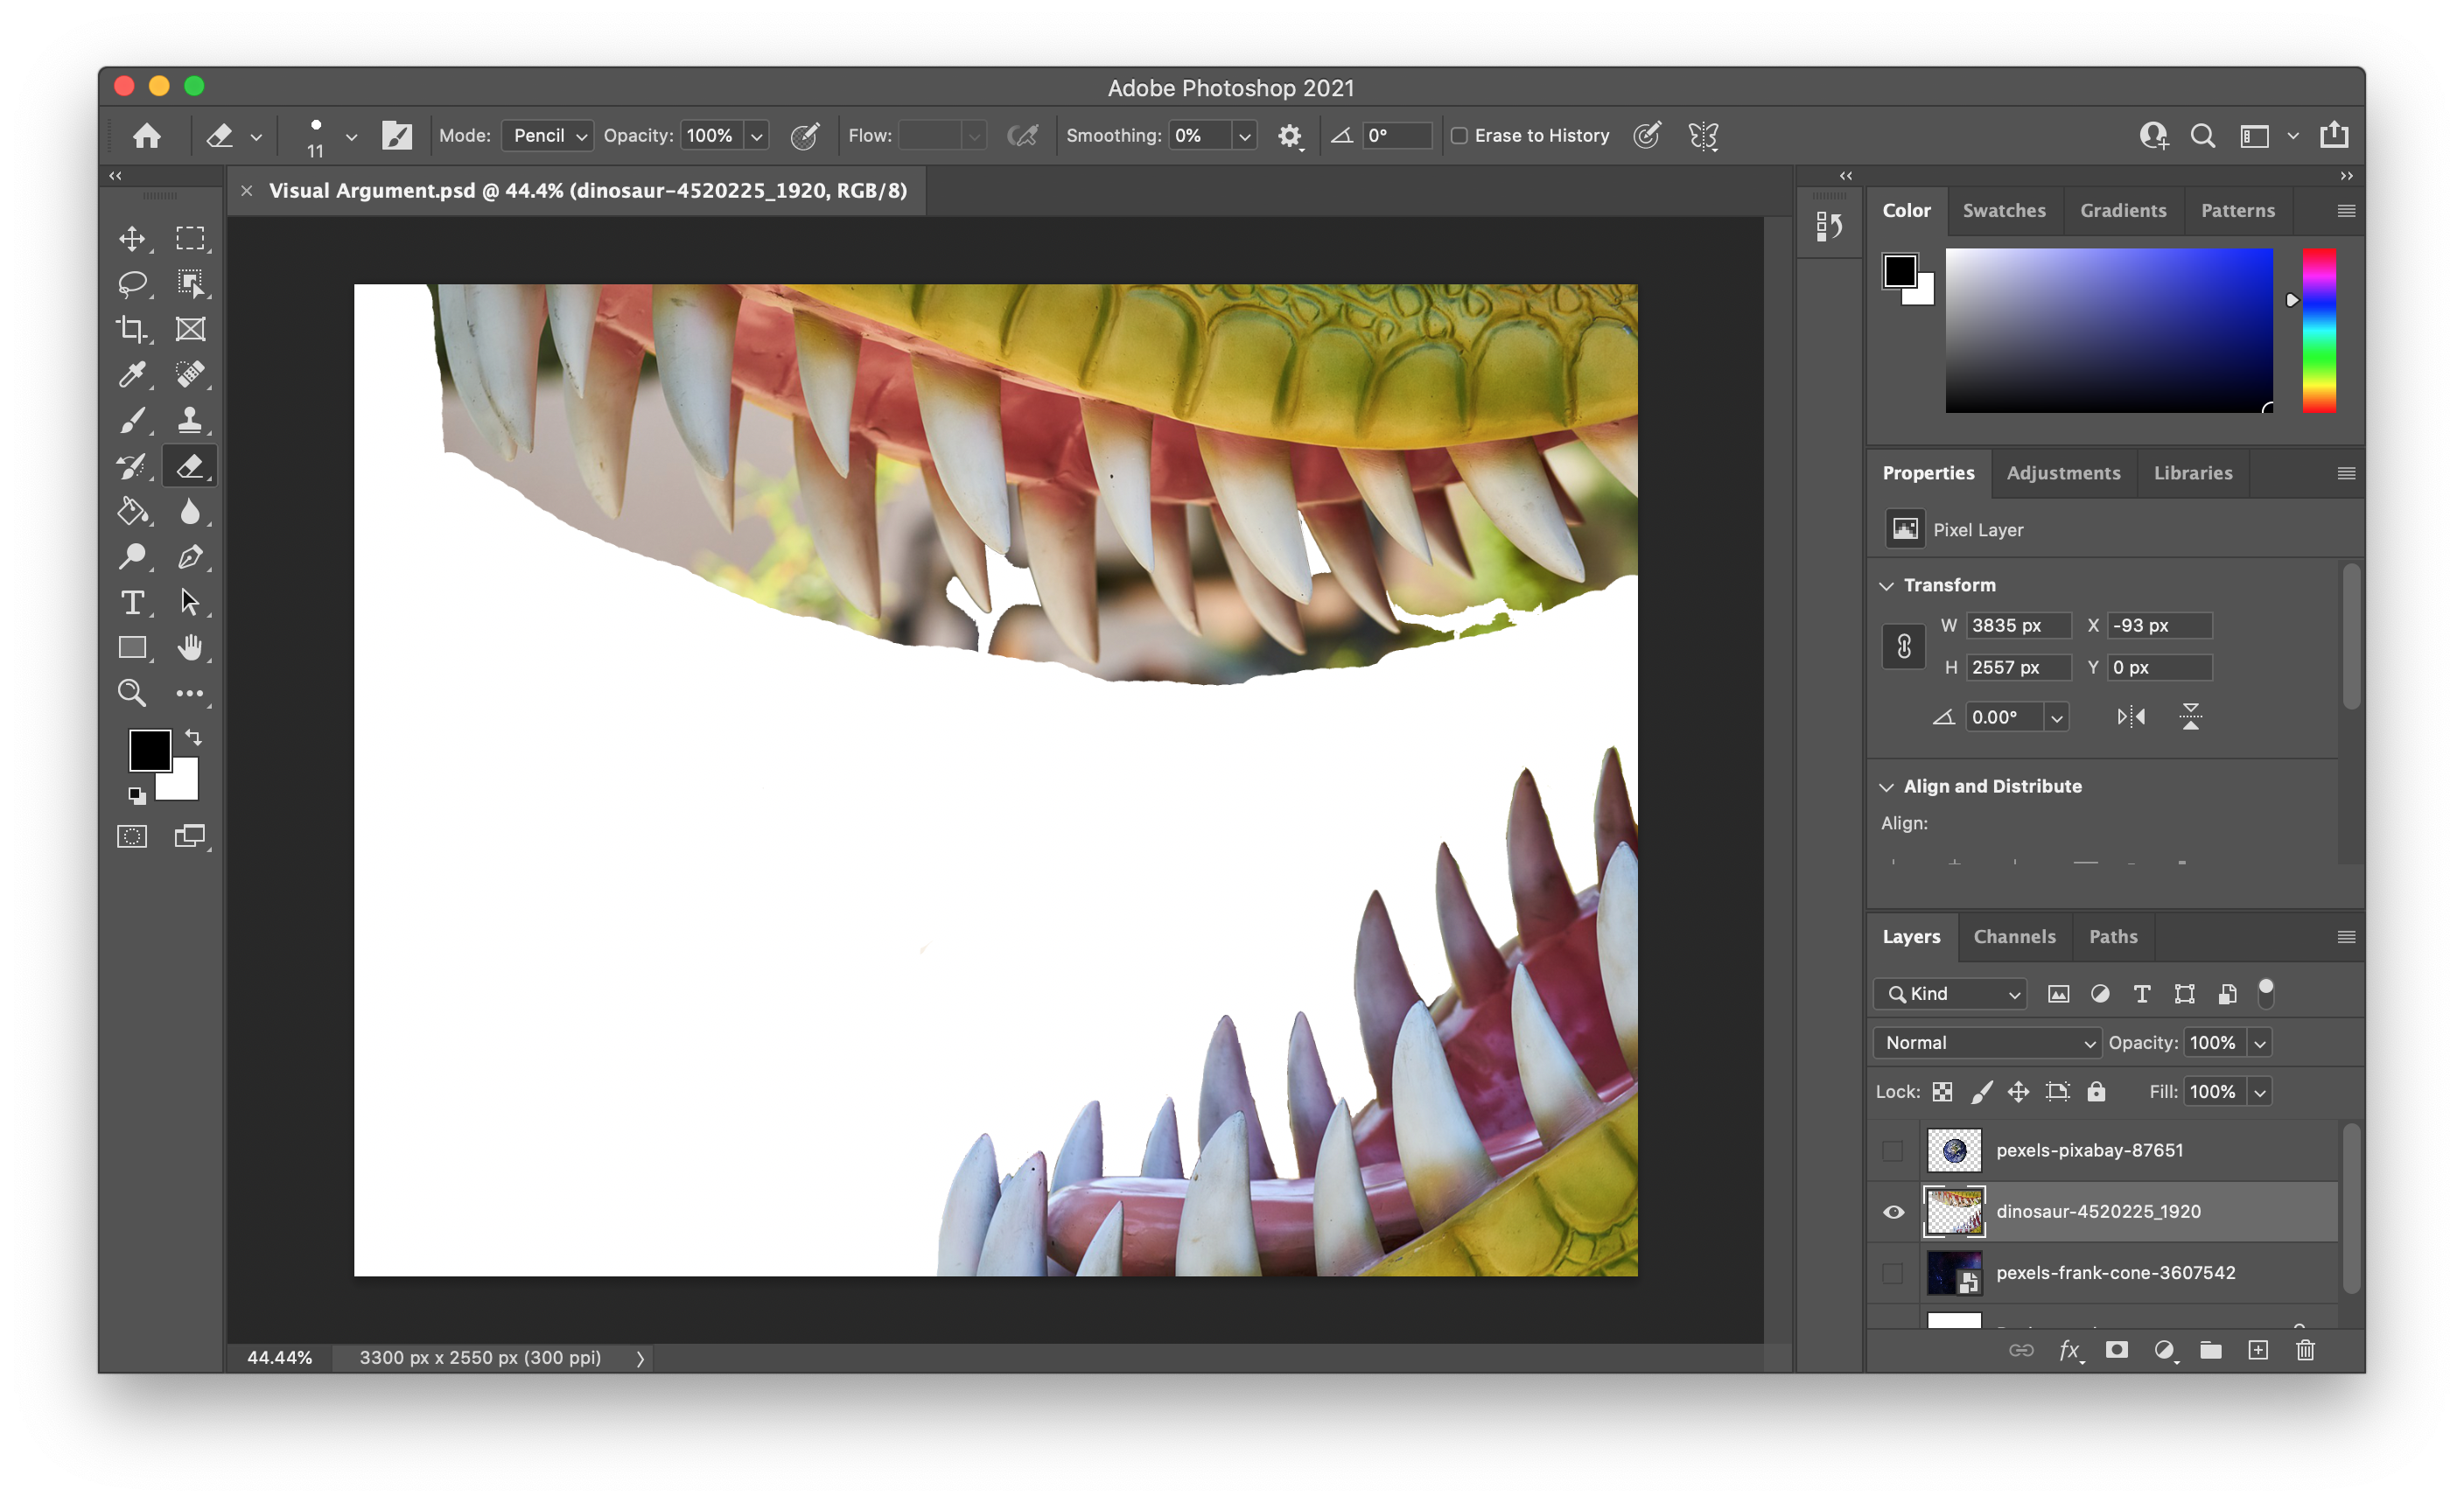 Adobe Photoshop 2021
11 Mode: Pencil Opacity: 100% Flow: Smoothing: 0% 0° Erase to History
Visual Argument.psd @ 44.4% (dinosaur-4520225_1920, RGB/8)
Color Swatches Gradients Patterns
Properties Adjustments Libraries
Pixel Layer
Transform
W 3835 px X -93 px
H 2557 px Y 0 px
0.00°
Align and Distribute
Align:
Layers Channels Paths
Kind
Normal Opacity: 100%
Lock: Fill: 100%
pexels-pixabay-87651
dinosaur-4520225_1920
pexels-frank-cone-3607542
fx
44.44% 3300 px x 2550 px (300 ppi)